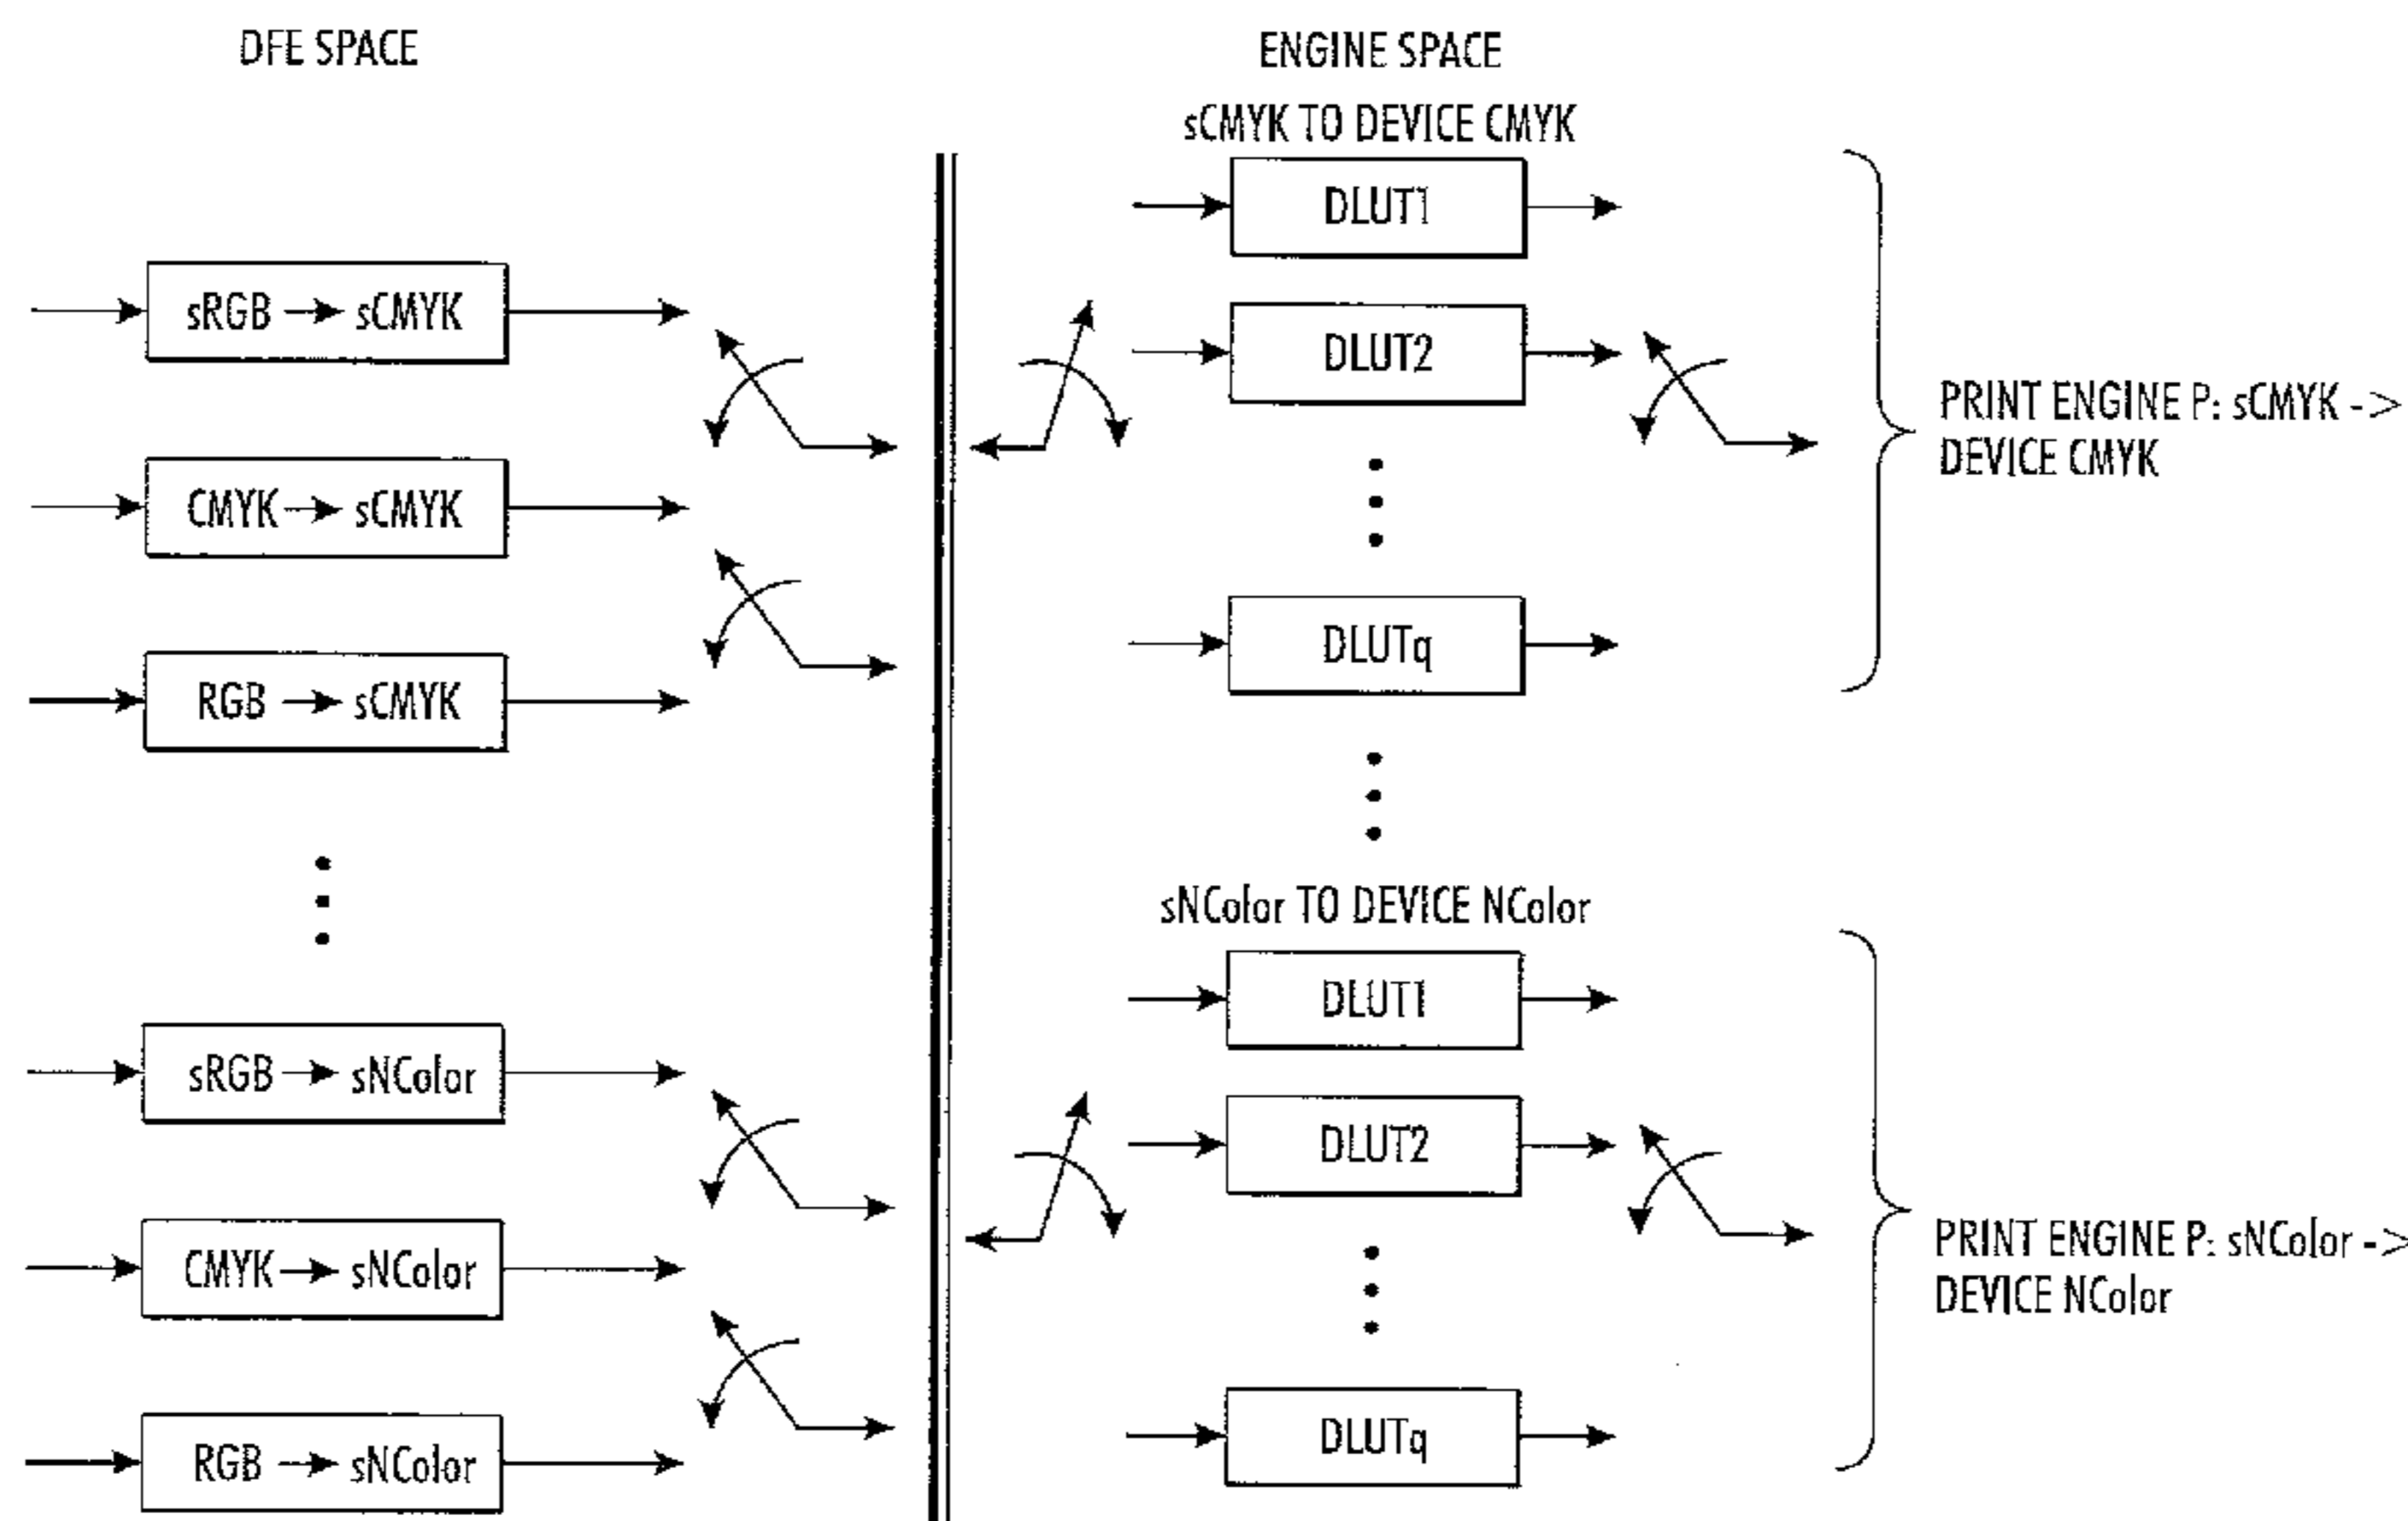 DFE SPACE
sRGB → sCMYK
CMYK → sCMYK
RGB → sCMYK
sRGB → sNColor
CMYK → sNColor
RGB → sNColor
ENGINE SPACE
sCMYK TO DEVICE CMYK
DLUT1
DLUT2
DLUTq
PRINT ENGINE P: sCMYK ->
DEVICE CMYK
sNColor TO DEVICE NColor
DLUT1
DLUT2
DLUTq
PRINT ENGINE P: sNColor ->
DEVICE NColor